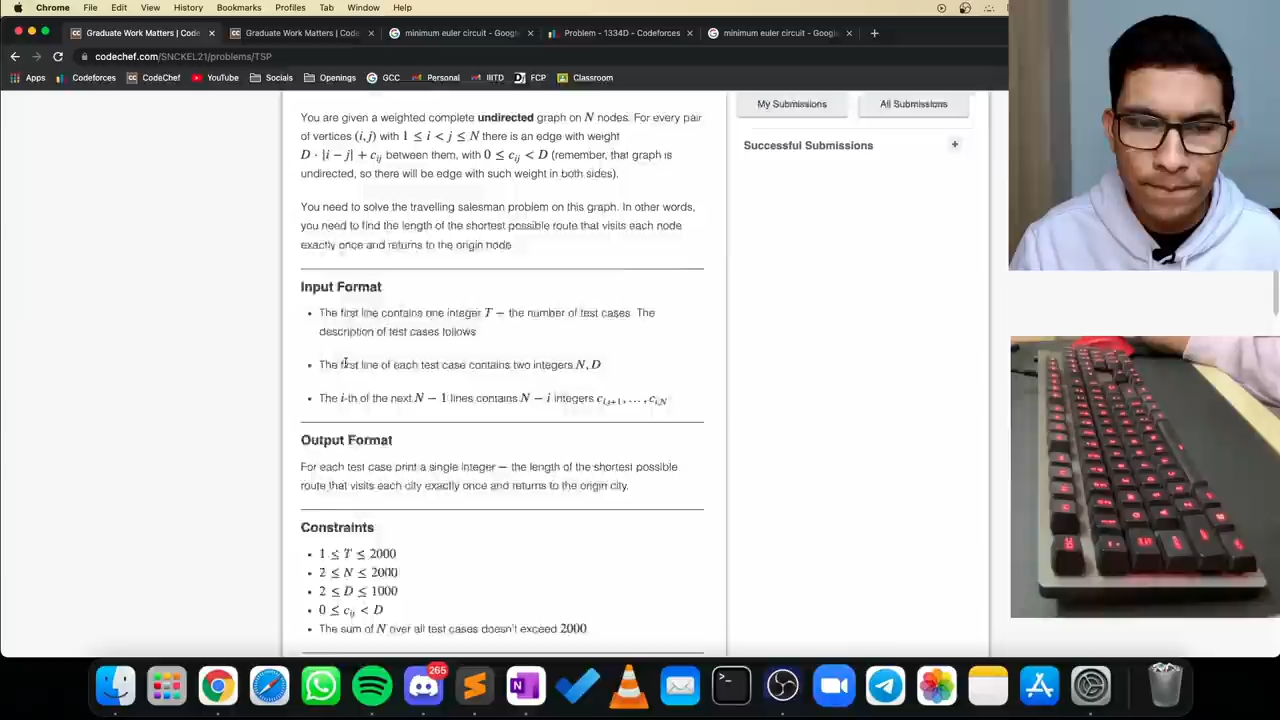 Chrome File Edit View History Bookmarks Profiles Tab Window Help
Graduate Work Matters | Code × Graduate Work Matters | Code × minimum euler circuit - Google × Problem - 1334D - Codeforces × minimum euler circuit - Google × +
codechef.com/SNCKEL21/problems/TSP
Apps Codeforces CodeChef YouTube Socials Openings GCC Personal IIITD FCP Classroom
You are given a weighted complete undirected graph on N nodes. For every pair
of vertices (i, j) with 1 ≤ i < j ≤ N there is an edge with weight
D · |i − j| + c_ij between them, with 0 ≤ c_ij < D (remember, that graph is
undirected, so there will be edge with such weight in both sides).
You need to solve the travelling salesman problem on this graph. In other words,
you need to find the length of the shortest possible route that visits each node
exactly once and returns to the origin node
Input Format
• The first line contains one integer T − the number of test cases. The
description of test cases follows
• The first line of each test case contains two integers N, D
• The i-th of the next N − 1 lines contains N − i integers c_i,i+1, … , c_i,N
Output Format
For each test case print a single integer − the length of the shortest possible
route that visits each city exactly once and returns to the origin city.
Constraints
• 1 ≤ T ≤ 2000
• 2 ≤ N ≤ 2000
• 2 ≤ D ≤ 1000
• 0 ≤ c_ij < D
• The sum of N over all test cases doesn't exceed 2000
My Submissions All Submissions
Successful Submissions +
265